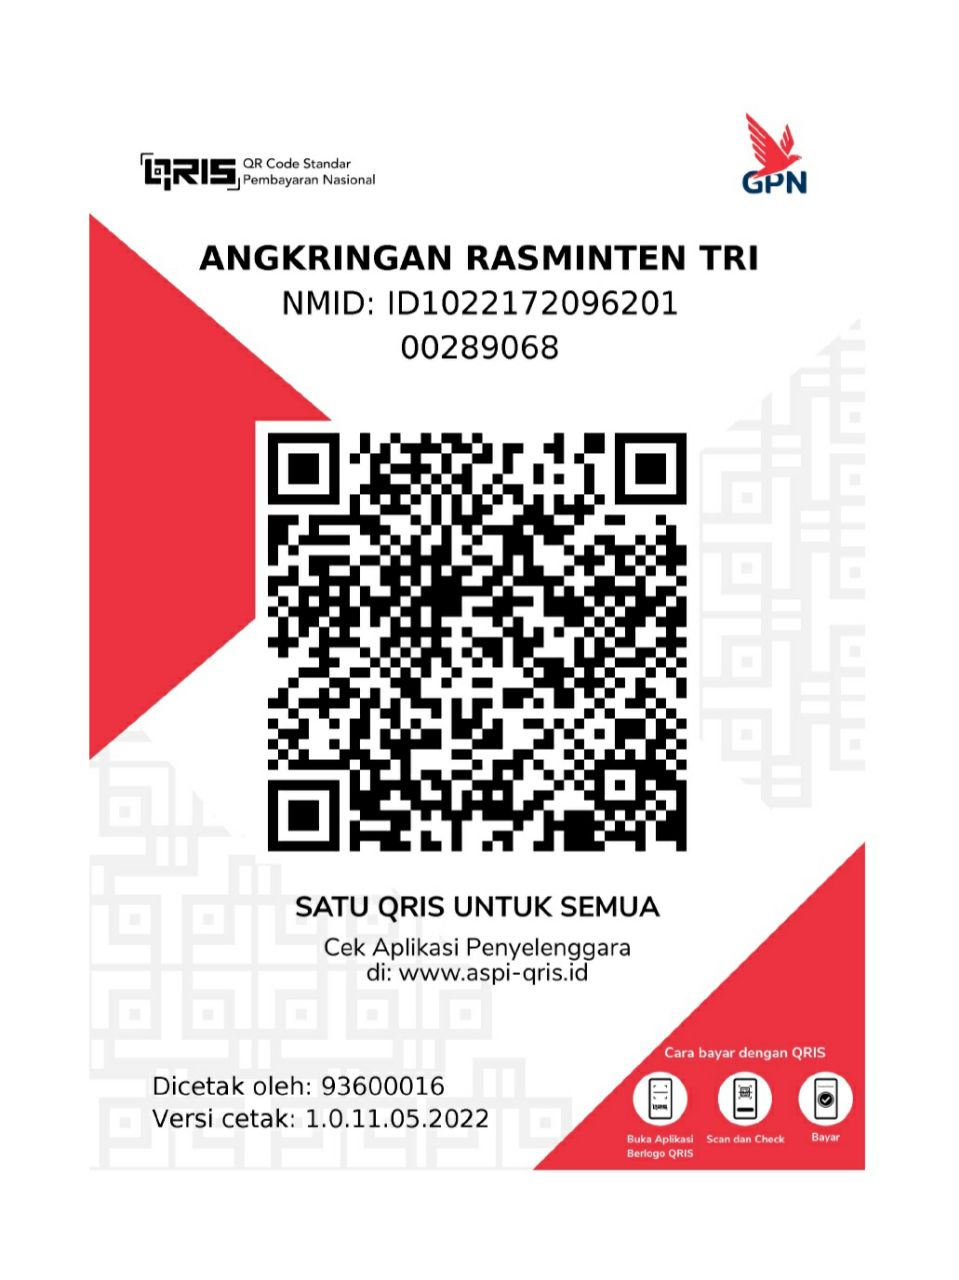 QRIS
QR Code Standar
Pembayaran Nasional
GPN
ANGKRINGAN RASMINTEN TRI
NMID: ID1022172096201
00289068
SATU QRIS UNTUK SEMUA
Cek Aplikasi Penyelenggara
di: www.aspi-qris.id
Dicetak oleh: 93600016
Versi cetak: 1.0.11.05.2022
Cara bayar dengan QRIS
Buka Aplikasi
Berlogo QRIS
Scan dan Check
Bayar